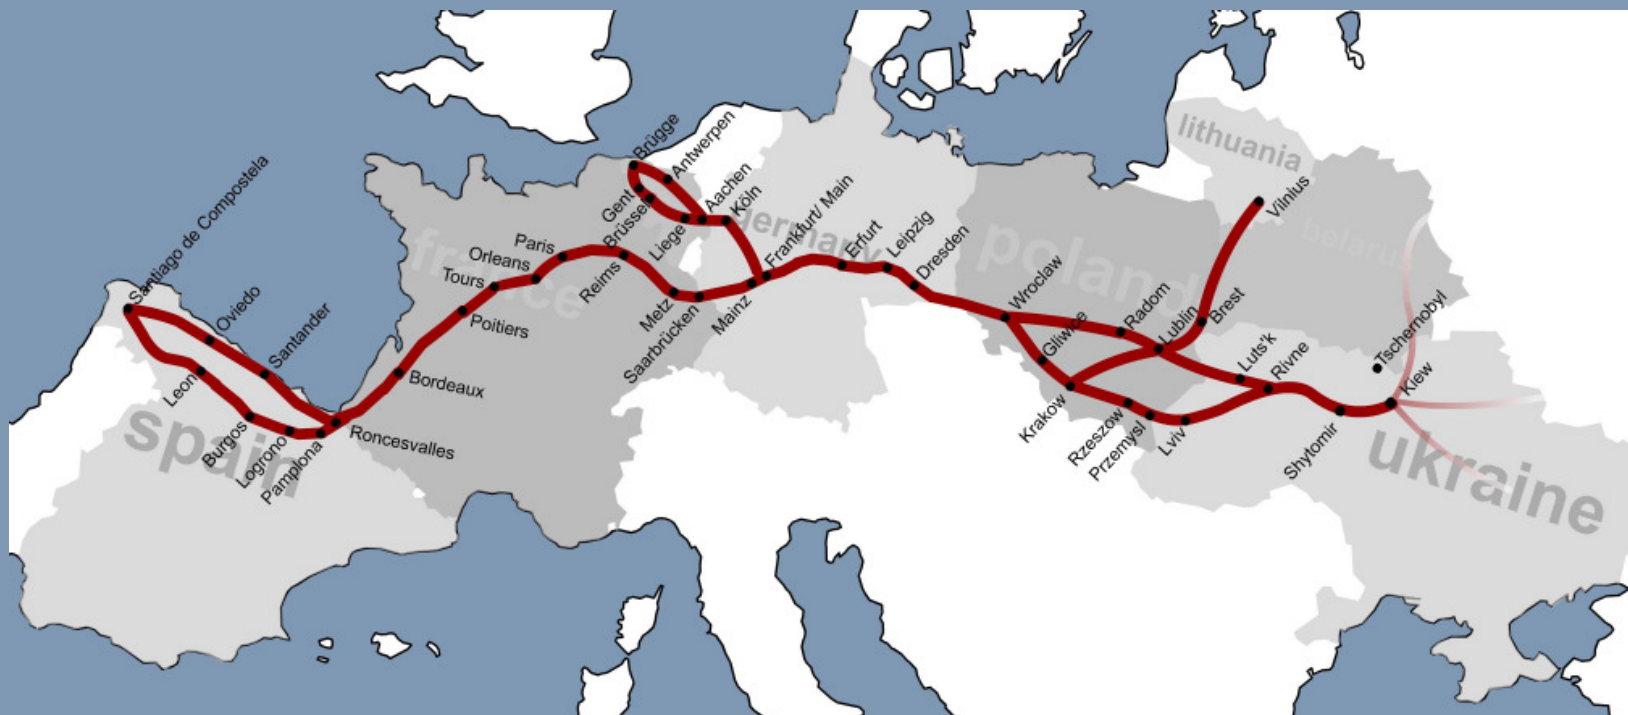 Santiago de Compostela
Oviedo
Santander
Leon
Burgos
Logrono
Pamplona
Roncesvalles
spain
Bordeaux
Poitiers
Tours
Orleans
Paris
Reims
france
Metz
Saarbrücken
Mainz
Frankfurt/ Main
Brügge
Antwerpen
Gent
Brüssel
Liege
Aachen
Köln
germany
Erfurt
Leipzig
Dresden
poland
Wroclaw
Gliwice
Krakow
Radom
Lublin
Brest
Vilnius
lithuania
belarus
Rzeszow
Przemysl
Lviv
Luts'k
Rivne
Shytomir
Tschernobyl
Kiew
ukraine